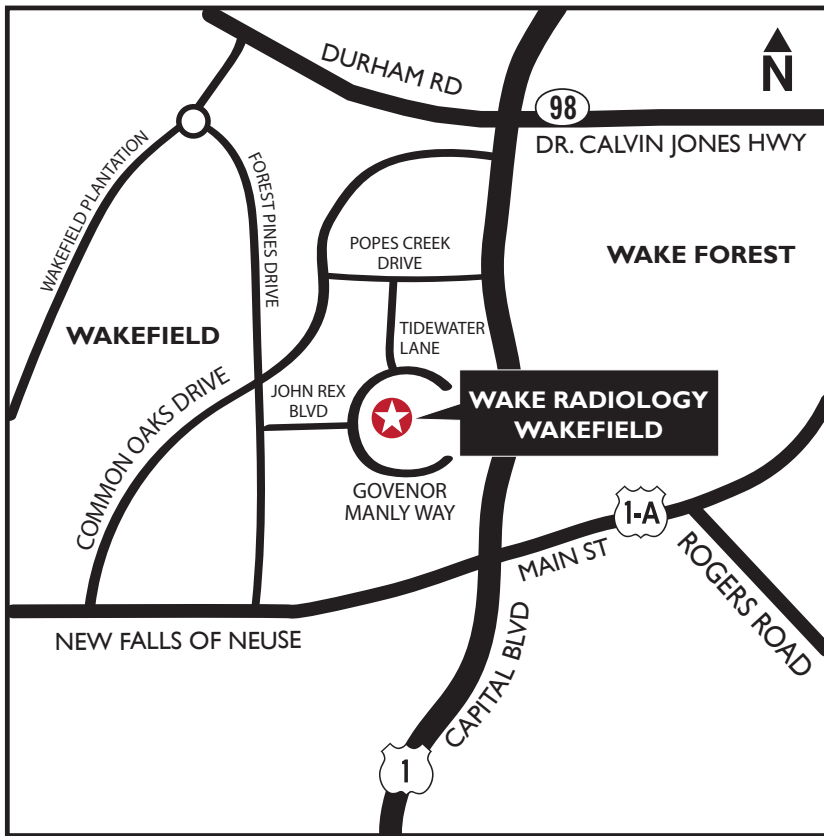 DURHAM RD
N
98
DR. CALVIN JONES HWY
WAKEFIELD PLANTATION
FOREST PINES DRIVE
POPES CREEK
DRIVE
WAKE FOREST
WAKEFIELD
TIDEWATER
LANE
COMMON OAKS DRIVE
JOHN REX
BLVD
WAKE RADIOLOGY
WAKEFIELD
GOVENOR
MANLY WAY
1-A
MAIN ST
ROGERS ROAD
NEW FALLS OF NEUSE
CAPITAL BLVD
1